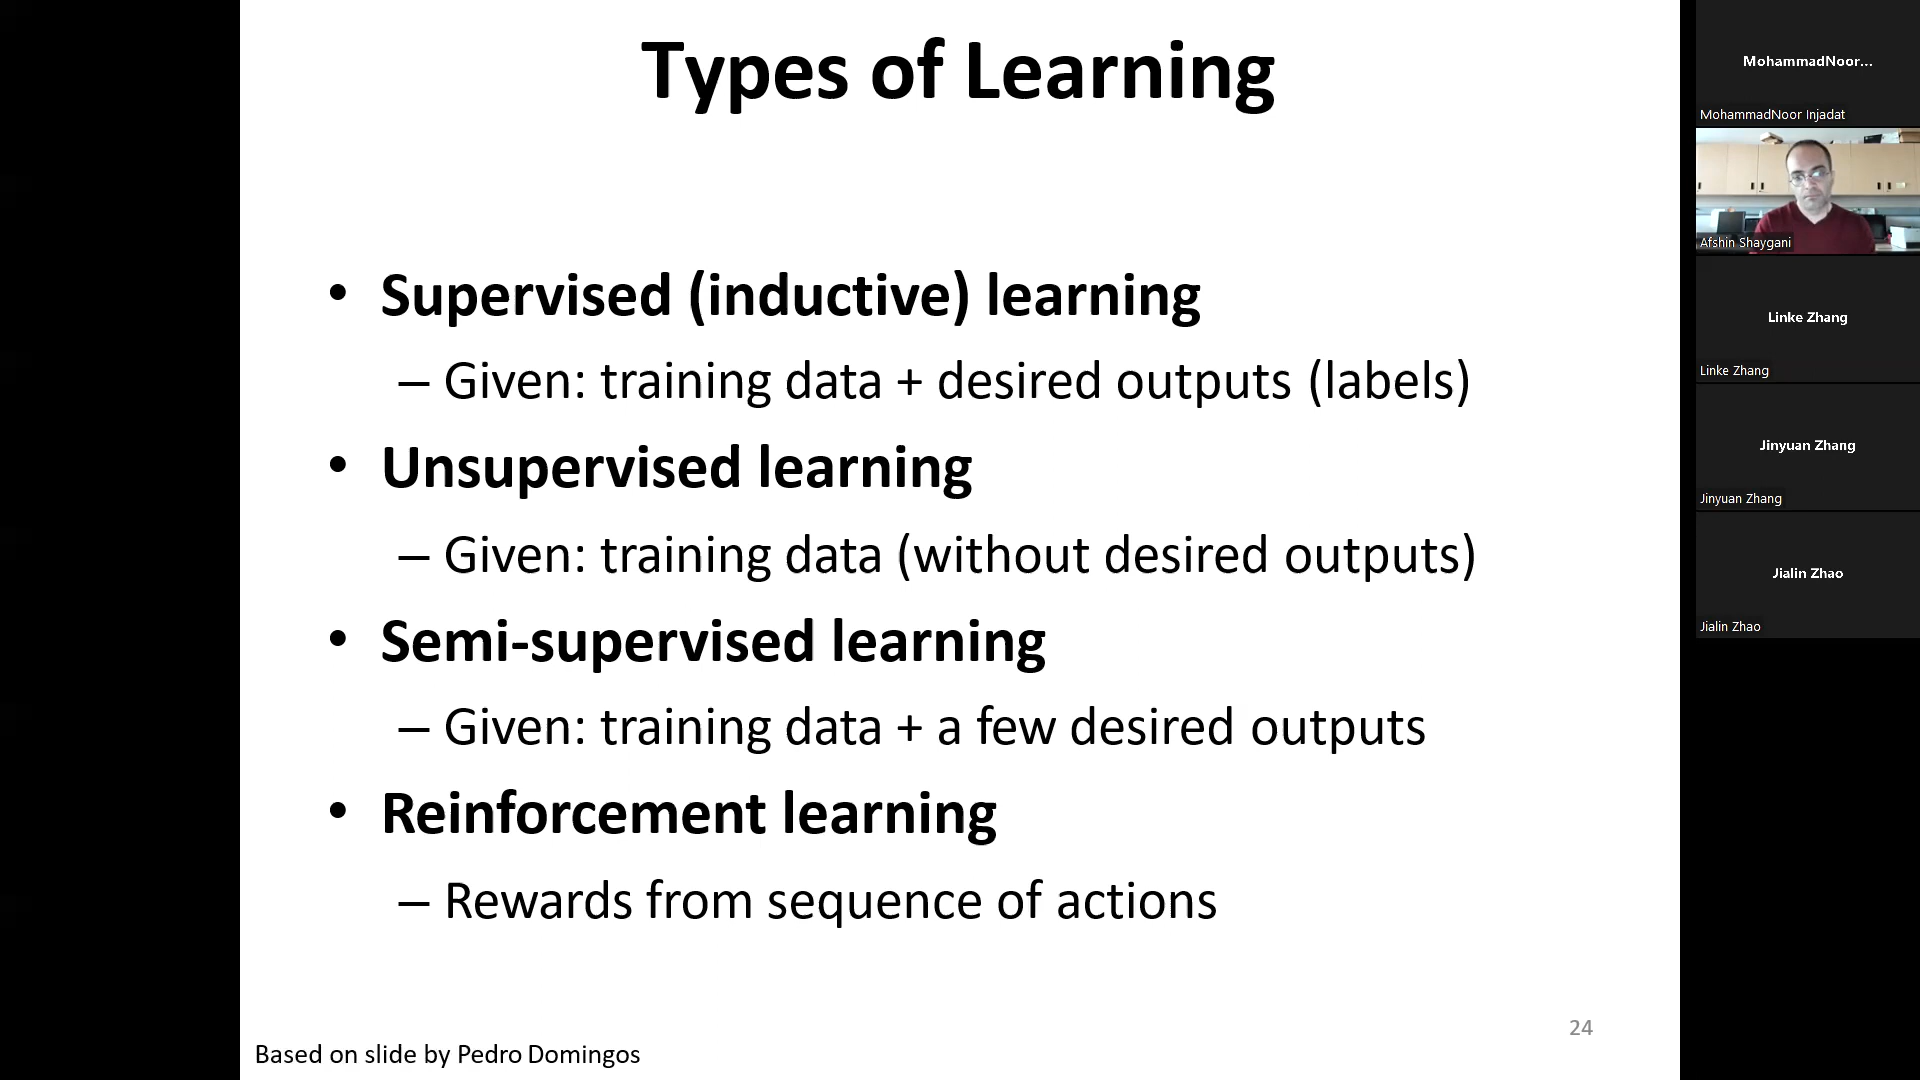 Types of Learning
• Supervised (inductive) learning
– Given: training data + desired outputs (labels)
• Unsupervised learning
– Given: training data (without desired outputs)
• Semi-supervised learning
– Given: training data + a few desired outputs
• Reinforcement learning
– Rewards from sequence of actions
24
Based on slide by Pedro Domingos
MohammadNoor...
MohammadNoor Injadat
Afshin Shaygani
Linke Zhang
Linke Zhang
Jinyuan Zhang
Jinyuan Zhang
Jialin Zhao
Jialin Zhao